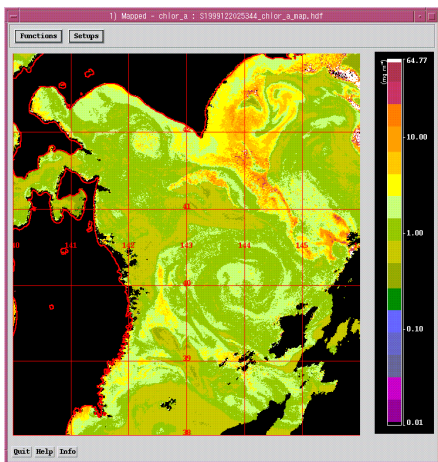 1) Mapped - chlor_a : S1999122025344_chlor_a_map.hdf
Functions Setups
(mg m⁻³)
64.77
10.00
1.00
0.10
0.01
42
41
141 142 143 144 145
40
39
38
Quit Help Info